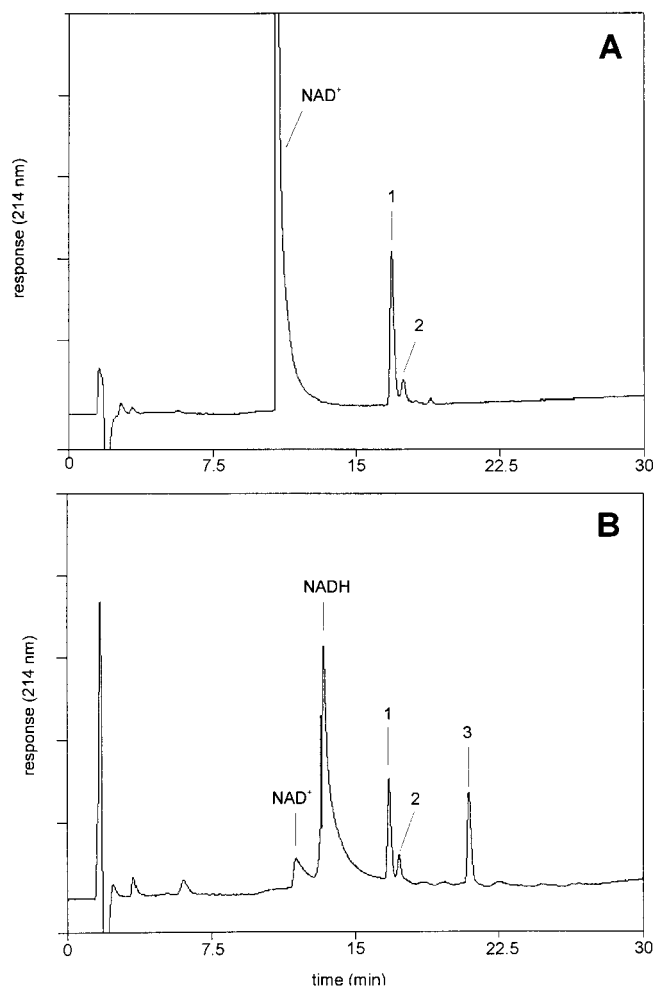 A
NAD⁺
1
2
response (214 nm)
0 7.5 15 22.5 30
B
NADH
1
3
NAD⁺
2
response (214 nm)
0 7.5 15 22.5 30
time (min)